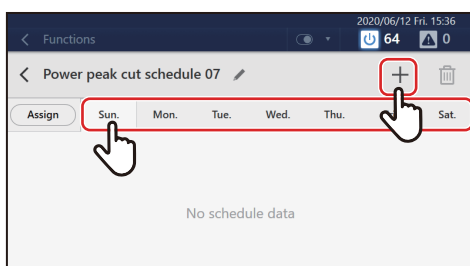 2020/06/12 Fri. 15:36
Functions 64 0
Power peak cut schedule 07
Assign Sun. Mon. Tue. Wed. Thu. Sat.
No schedule data